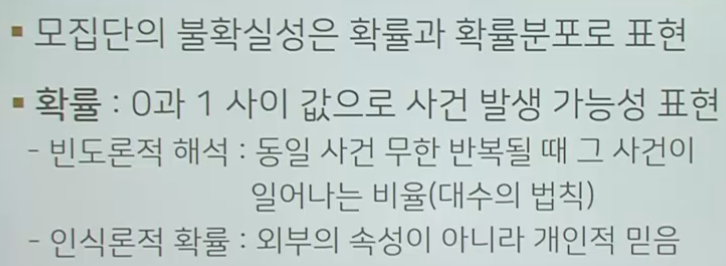 ▪ 모집단의 불확실성은 확률과 확률분포로 표현
▪ 확률 : 0과 1 사이 값으로 사건 발생 가능성 표현
- 빈도론적 해석 : 동일 사건 무한 반복될 때 그 사건이
일어나는 비율(대수의 법칙)
- 인식론적 확률 : 외부의 속성이 아니라 개인적 믿음